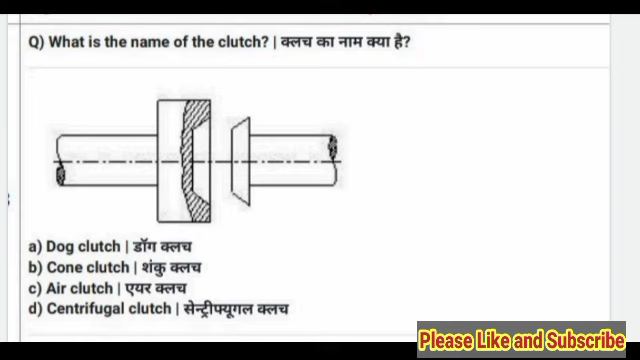 Q) What is the name of the clutch? | क्लच का नाम क्या है?
a) Dog clutch | डॉग क्लच
b) Cone clutch | शंकु क्लच
c) Air clutch | एयर क्लच
d) Centrifugal clutch | सेन्ट्रीफ्यूगल क्लच
Please Like and Subscribe